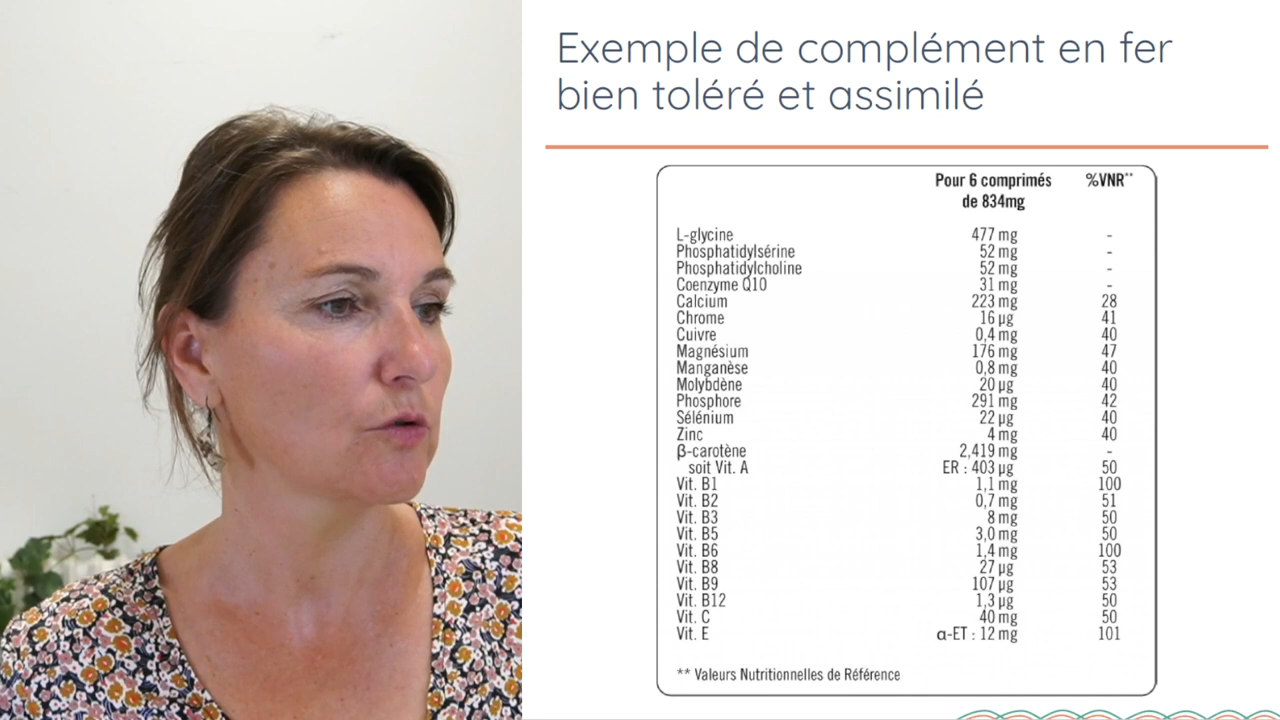 Exemple de complément en fer
bien toléré et assimilé
Pour 6 comprimés %VNR**
de 834mg
L-glycine 477 mg -
Phosphatidylsérine 52 mg -
Phosphatidylcholine 52 mg -
Coenzyme Q10 31 mg -
Calcium 223 mg 28
Chrome 16 µg 41
Cuivre 0,4 mg 40
Magnésium 176 mg 47
Manganèse 0,8 mg 40
Molybdène 20 µg 40
Phosphore 291 mg 42
Sélénium 22 µg 40
Zinc 4 mg 40
β-carotène 2,419 mg -
soit Vit. A ER : 403 µg 50
Vit. B1 1,1 mg 100
Vit. B2 0,7 mg 51
Vit. B3 8 mg 50
Vit. B5 3,0 mg 50
Vit. B6 1,4 mg 100
Vit. B8 27 µg 53
Vit. B9 107 µg 53
Vit. B12 1,3 µg 50
Vit. C 40 mg 50
Vit. E α-ET : 12 mg 101
** Valeurs Nutritionnelles de Référence